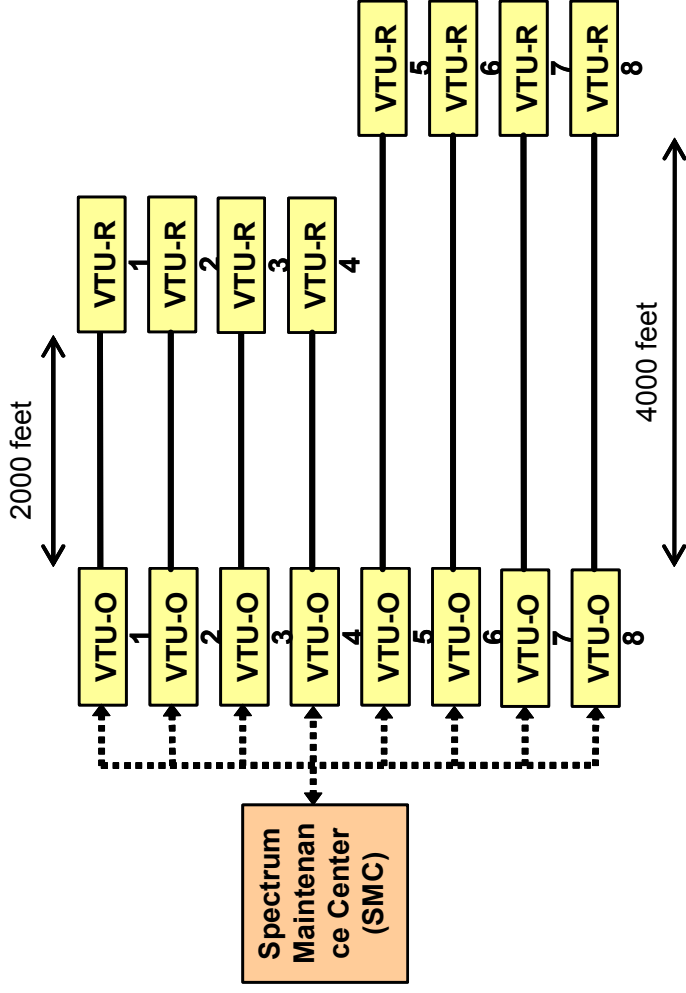 2000 feet
VTU-O
1
VTU-R
1
VTU-O
2
VTU-R
2
VTU-O
3
VTU-R
3
VTU-O
4
VTU-R
4
Spectrum
Maintenan
ce Center
(SMC)
VTU-O
5
VTU-R
5
VTU-O
6
VTU-R
6
VTU-O
7
VTU-R
7
VTU-O
8
VTU-R
8
4000 feet